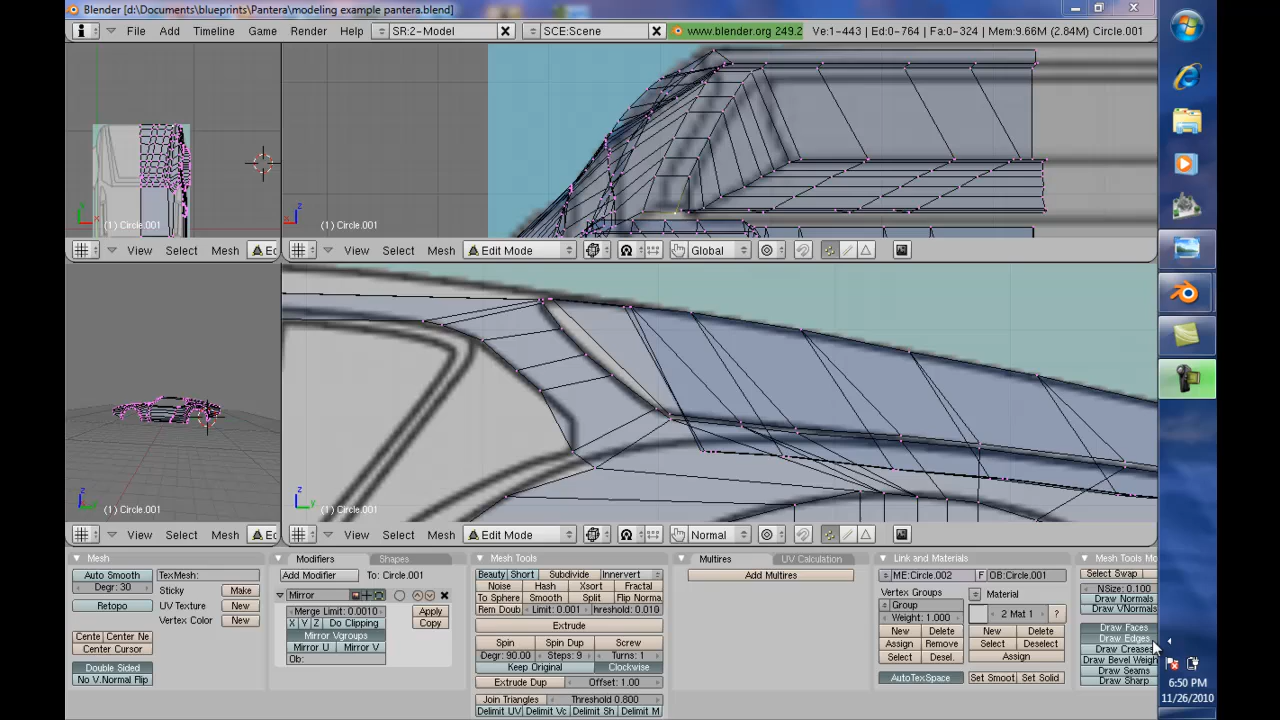 Blender [d:\Documents\blueprints\Pantera\modeling example pantera.blend]
File Add Timeline Game Render Help SR:2-Model SCE:Scene www.blender.org 249.2 Ve:1-443 | Ed:0-764 | Fa:0-324 | Mem:9.66M (2.84M) Circle.001
(1) Circle.001
(1) Circle.001
View Select Mesh
View Select Mesh Edit Mode Global
(1) Circle.001
(1) Circle.001
View Select Mesh
View Select Mesh Edit Mode Normal
Mesh
Auto Smooth
Degr: 30
Retopo
Cente Center Ne
Center Cursor
Double Sided
No V.Normal Flip
TexMesh:
Sticky Make
UV Texture New
Vertex Color New
Modifiers Shapes
Add Modifier To: Circle.001
Mirror
Merge Limit: 0.0010
X Y Z Do Clipping
Mirror Vgroups
Mirror U Mirror V
Ob:
Apply
Copy
Mesh Tools
Beauty Short Subdivide Innervert
Noise Hash Xsort Fractal
To Sphere Smooth Split Flip Norma
Rem Doub Limit: 0.001 hreshold: 0.010
Extrude
Spin Spin Dup Screw
Degr: 90.00 Steps: 9 Turns: 1
Keep Original Clockwise
Extrude Dup Offset: 1.00
Join Triangles Threshold 0.800
Delimit UV Delimit Vc Delimit Sh Delimit M
Multires UV Calculation
Add Multires
Link and Materials
ME:Circle.002 F OB:Circle.001
Vertex Groups
Group
Weight: 1.000
New Delete
Assign Remove
Select Desel.
AutoTexSpace
Material
2 Mat 1 ?
New Delete
Select Deselect
Assign
Set Smoot Set Solid
Mesh Tools Mo
Select Swap
NSize: 0.100
Draw Normals
Draw VNormals
Draw Faces
Draw Edges
Draw Creases
Draw Bevel Weigh
Draw Seams
Draw Sharp
6:50 PM
11/26/2010